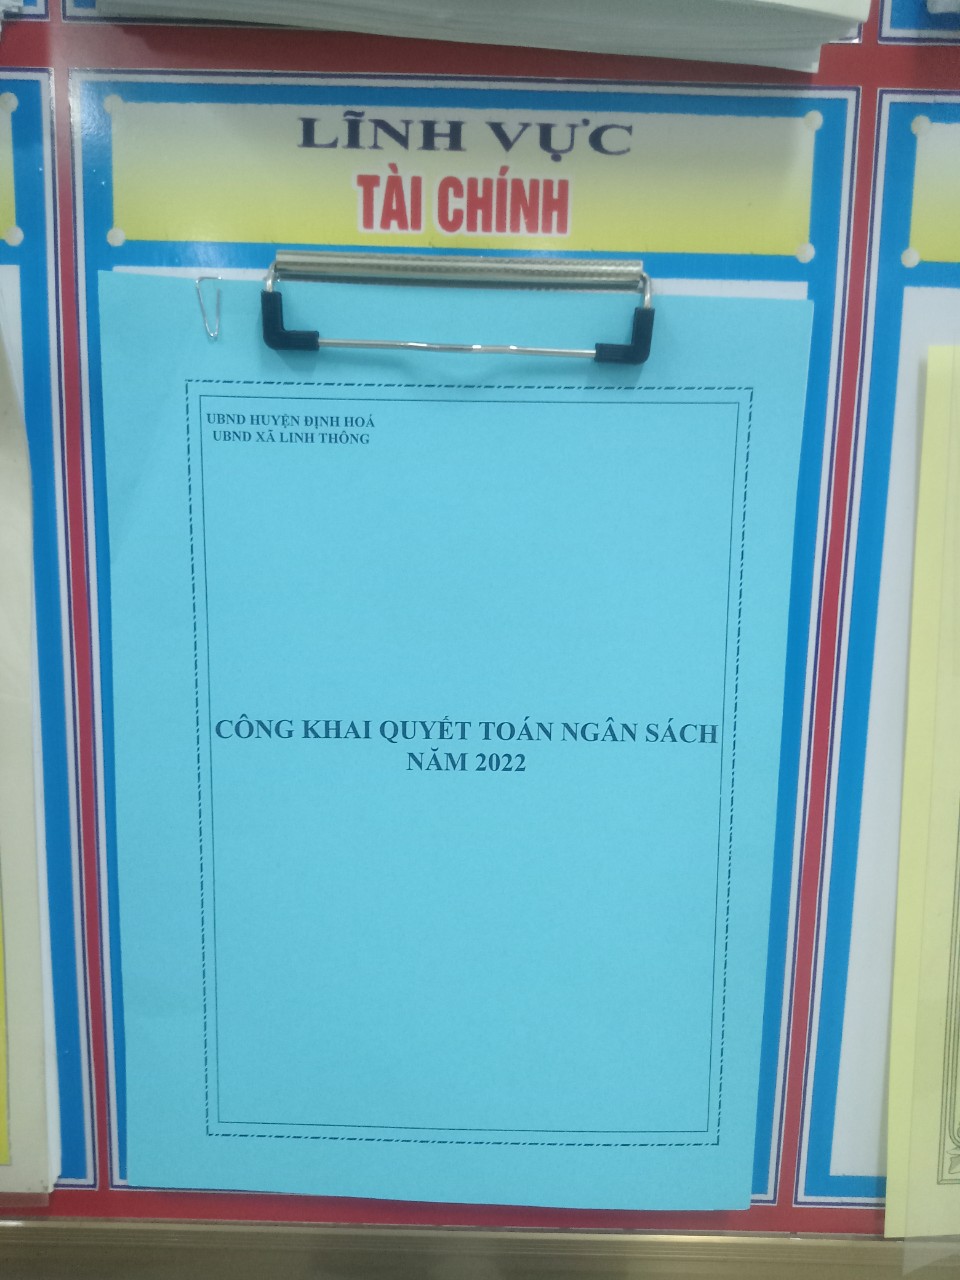 LĨNH VỰC
TÀI CHÍNH
UBND HUYỆN ĐỊNH HOÁ
UBND XÃ LINH THÔNG
CÔNG KHAI QUYẾT TOÁN NGÂN SÁCH
NĂM 2022